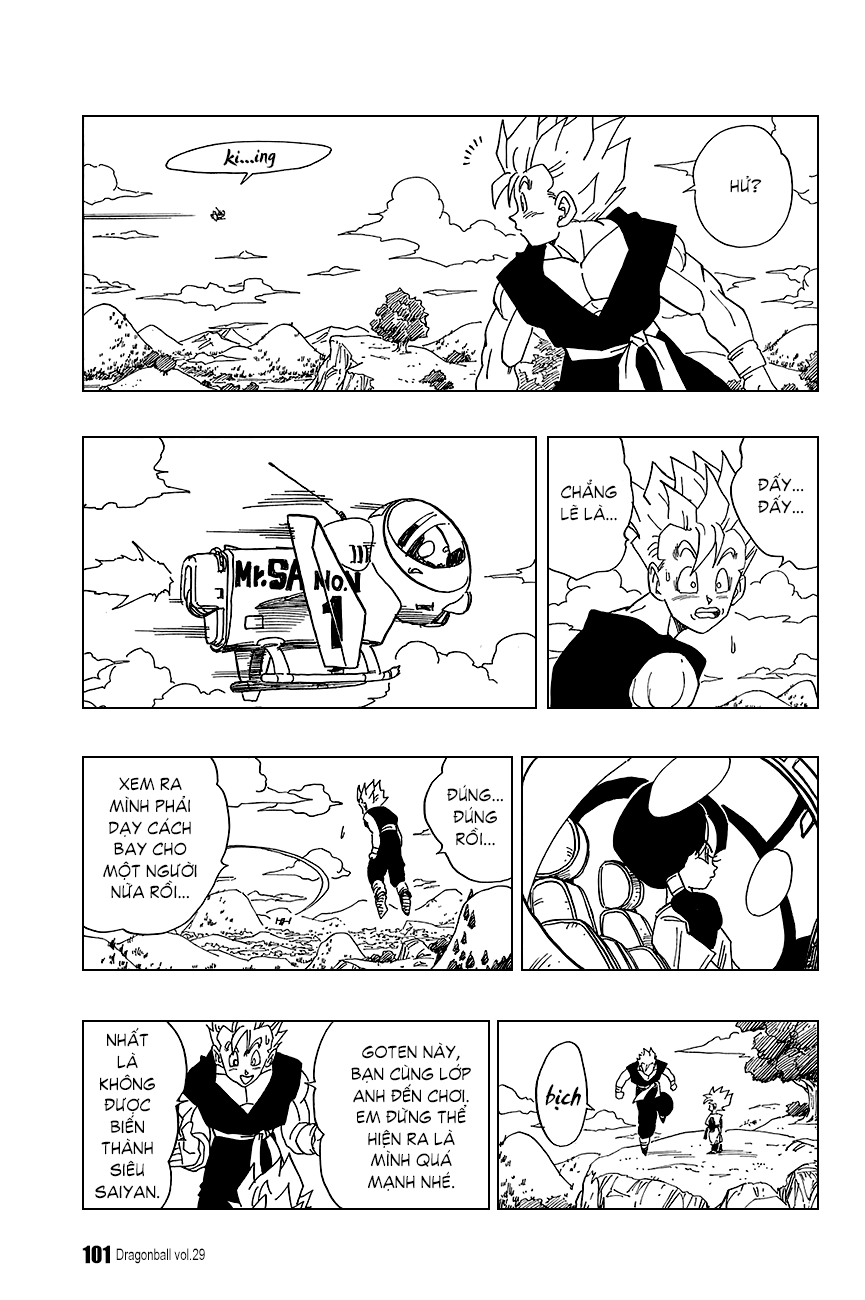 HỬ?
ki...ing
ĐẤY...
ĐẤY...
CHẲNG
LẼ LÀ...
Mr.SA No.1
1
ĐÚNG...
ĐÚNG
RỒI...
XEM RA
MÌNH PHẢI
DẠY CÁCH
BAY CHO
MỘT NGƯỜI
NỮA RỒI...
bịch
GOTEN NÀY,
BẠN CÙNG LỚP
ANH ĐẾN CHƠI.
EM ĐỪNG THỂ
HIỆN RA LÀ
MÌNH QUÁ
MẠNH NHÉ.
NHẤT
LÀ
KHÔNG
ĐƯỢC
BIẾN
THÀNH
SIÊU
SAIYAN.
101 Dragonball vol.29